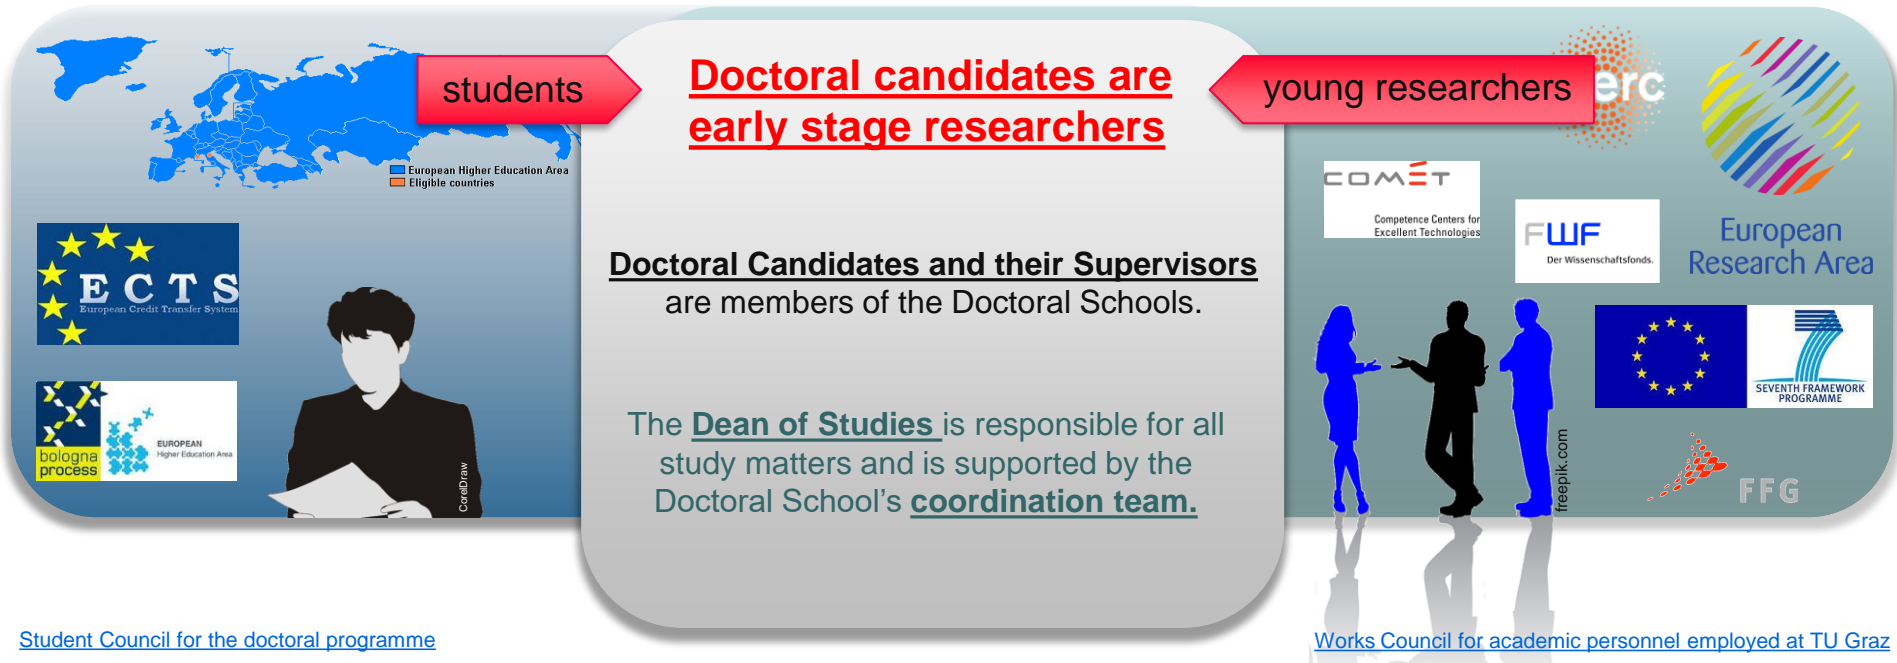 students
European Higher Education Area
Eligible countries
ECTS
European Credit Transfer System
bologna
process
EUROPEAN
Higher Education Area
CorelDraw
Doctoral candidates are
early stage researchers
Doctoral Candidates and their Supervisors
are members of the Doctoral Schools.
The Dean of Studies is responsible for all
study matters and is supported by the
Doctoral School's coordination team.
young researchers
erc
COMET
Competence Centers for
Excellent Technologies
FWF
Der Wissenschaftsfonds.
European
Research Area
7
SEVENTH FRAMEWORK
PROGRAMME
freepik.com
FFG
Student Council for the doctoral programme
Works Council for academic personnel employed at TU Graz